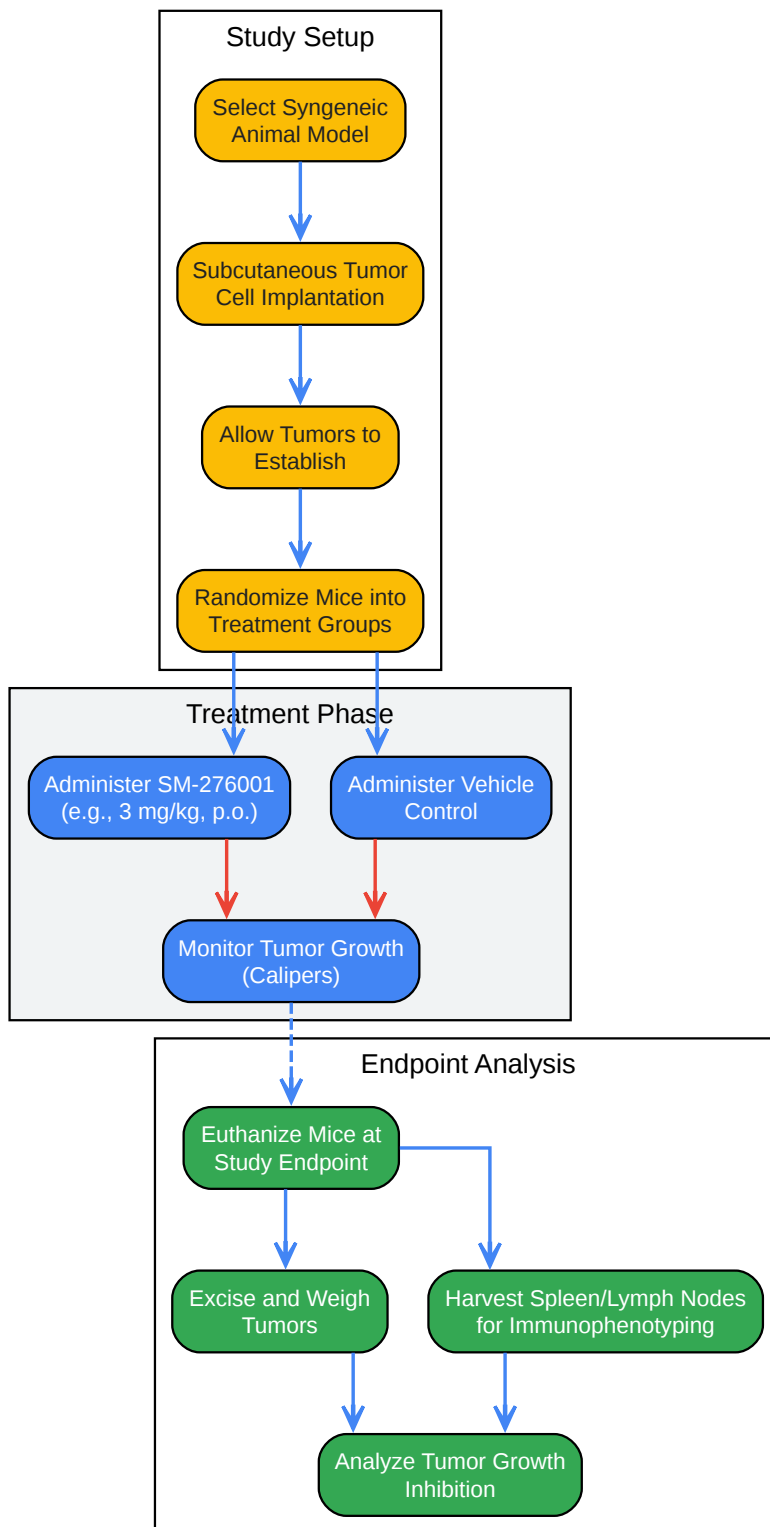 Study Setup
Select Syngeneic
Animal Model
Subcutaneous Tumor
Cell Implantation
Allow Tumors to
Establish
Randomize Mice into
Treatment Groups
Treatment Phase
Administer SM-276001
(e.g., 3 mg/kg, p.o.)
Administer Vehicle
Control
Monitor Tumor Growth
(Calipers)
Endpoint Analysis
Euthanize Mice at
Study Endpoint
Excise and Weigh
Tumors
Harvest Spleen/Lymph Nodes
for Immunophenotyping
Analyze Tumor Growth
Inhibition